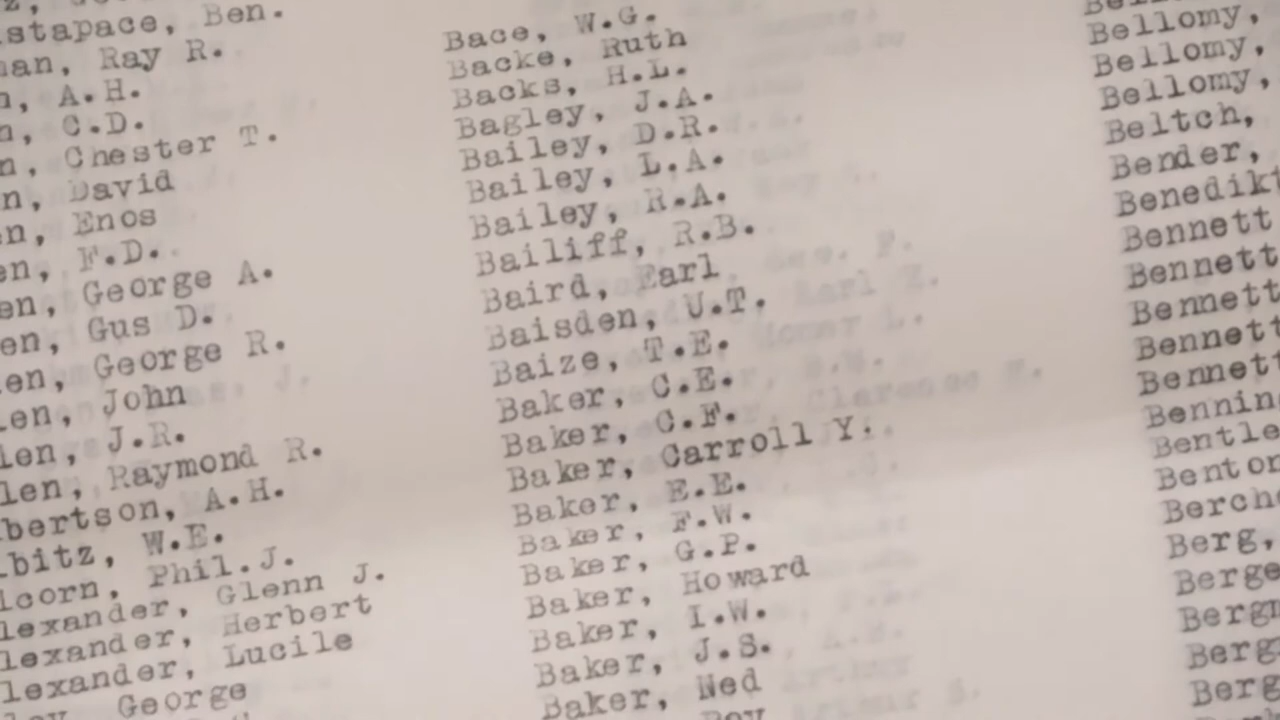 stapace, Ben.
an, Ray R.
, A.H.
, C.D.
n, Chester T.
n, David
n, Enos
en, F.D.
en, George A.
en, Gus D.
en, George R.
en, John
len, J.R.
len, Raymond R.
bertson, A.H.
bitz, W.E.
lcorn, Phil.J.
lexander, Glenn J.
lexander, Herbert
lexander, Lucile
George
Bace, W.G.
Backe, Ruth
Backs, H.L.
Bagley, J.A.
Bailey, D.R.
Bailey, L.A.
Bailey, R.A.
Bailiff, R.B.
Baird, Earl
Baisden, U.T.
Baize, T.E.
Baker, C.E.
Baker, C.F.
Baker, Carroll Y.
Baker, E.E.
Baker, F.W.
Baker, G.P.
Baker, Howard
Baker, I.W.
Baker, J.S.
Baker, Ned
Roy
Bellomy,
Bellomy,
Bellomy,
Beltch,
Bender,
Benedik
Bennett
Bennett
Bennett
Bennett
Bennett
Bennin
Bentle
Benton
Berch
Berg,
Berge
Berg
Berg
Berg